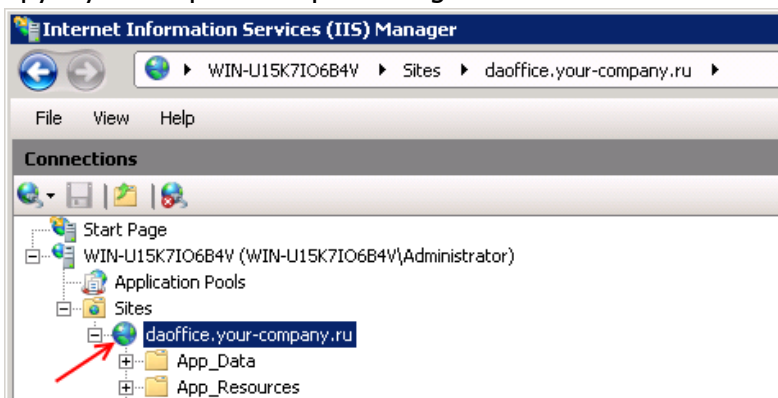 Internet Information Services (IIS) Manager
WIN-U15K7IO6B4V Sites daoffice.your-company.ru
File View Help
Connections
Start Page
WIN-U15K7IO6B4V (WIN-U15K7IO6B4V\Administrator)
Application Pools
Sites
daoffice.your-company.ru
App_Data
App_Resources